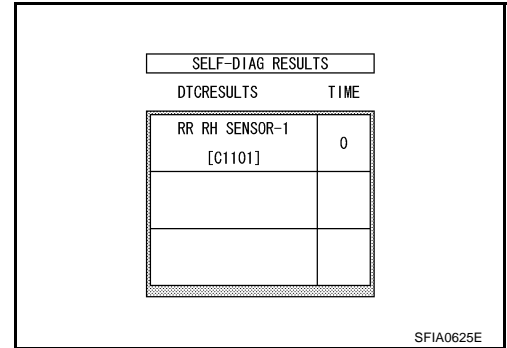 SELF-DIAG RESULTS
DTCRESULTS TIME
RR RH SENSOR-1 0
[C1101]
SFIA0625E